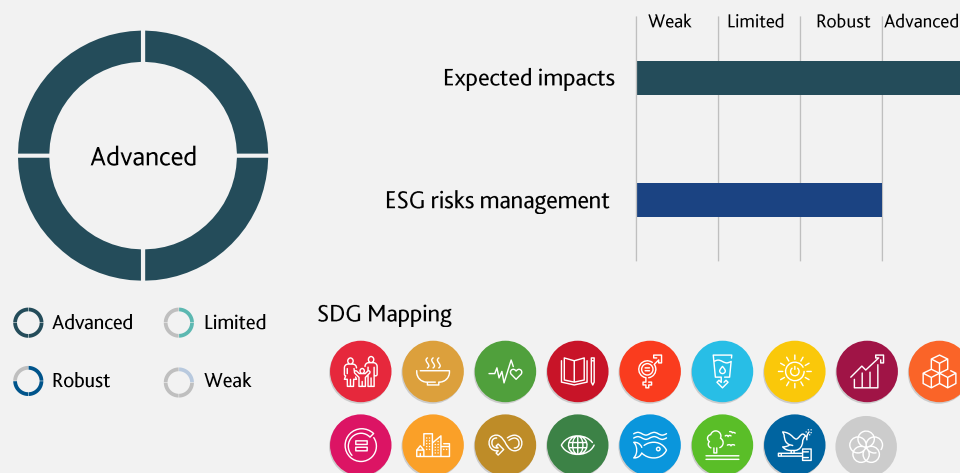 Weak Limited Robust Advanced
Expected impacts
Advanced
ESG risks management
Advanced Limited
Robust Weak
SDG Mapping